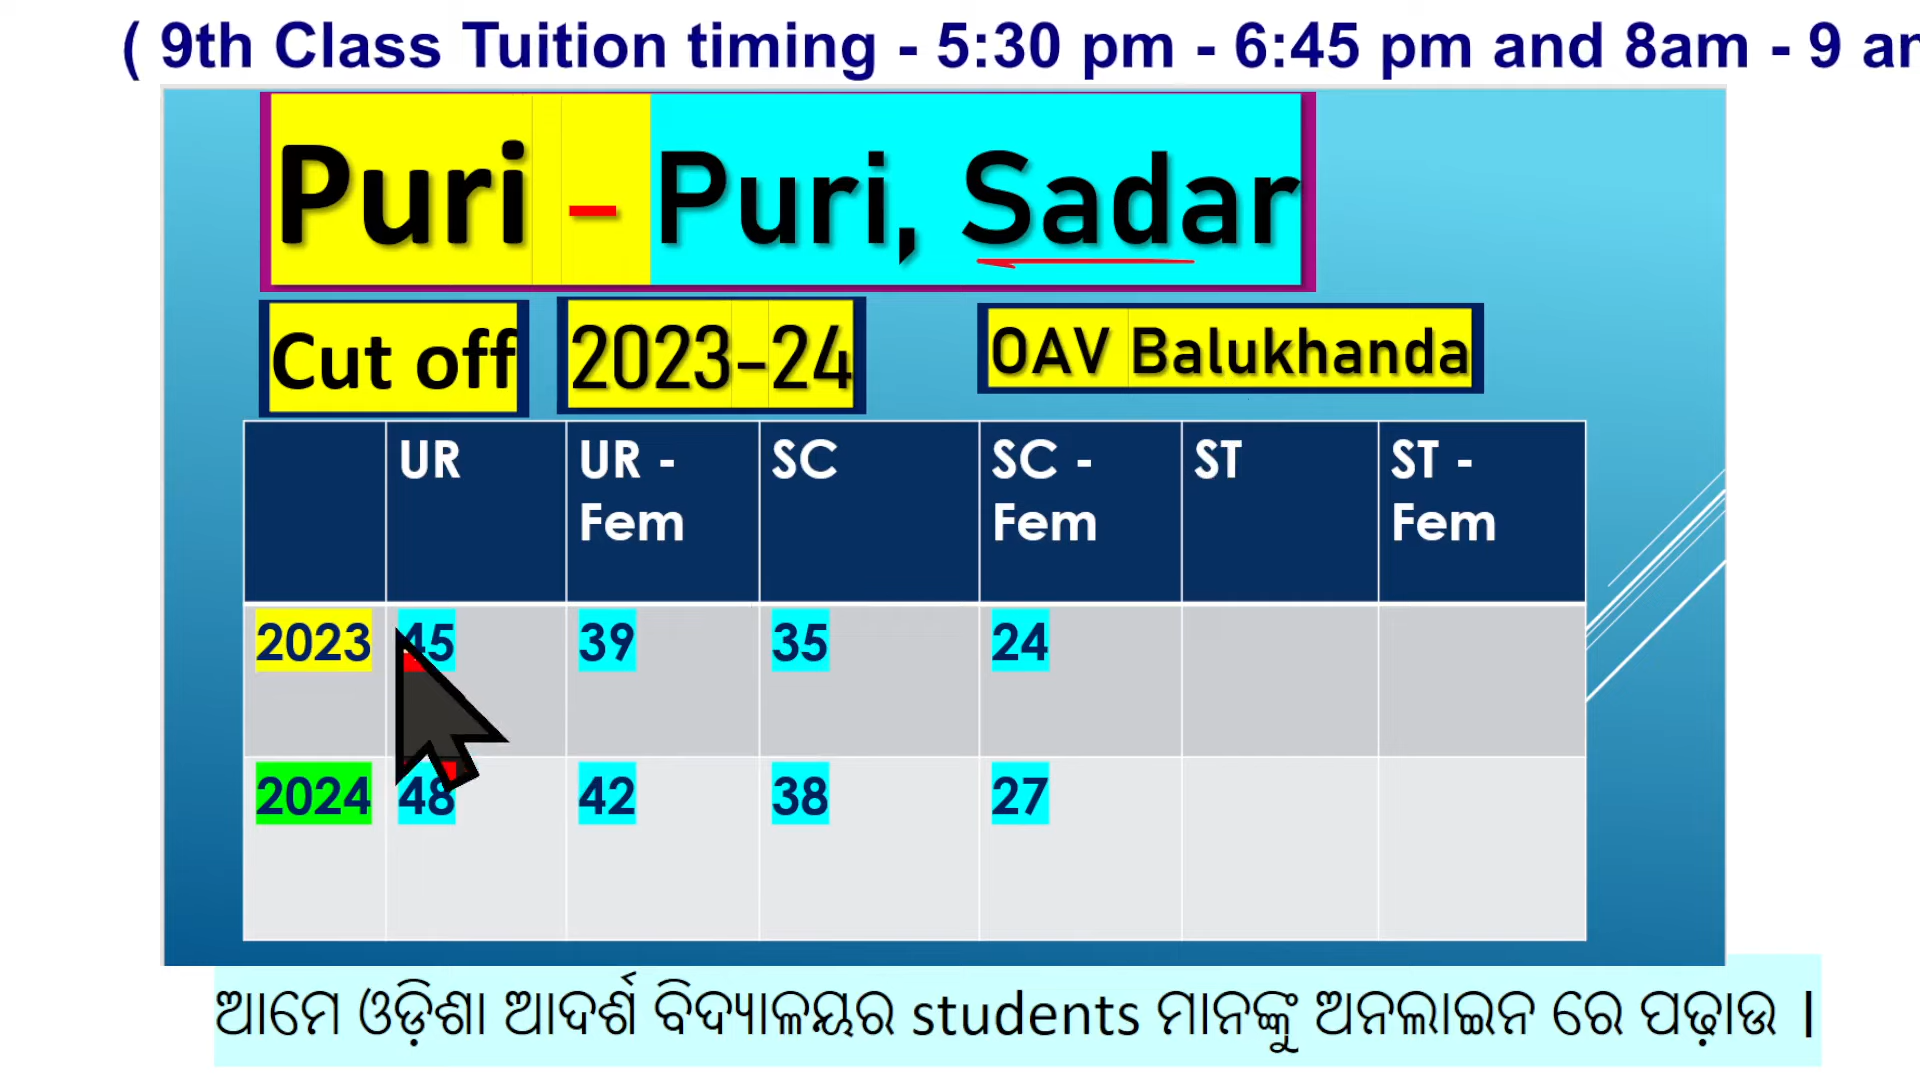 ( 9th Class Tuition timing - 5:30 pm - 6:45 pm and 8am - 9 am
Puri – Puri, Sadar
Cut off 2023-24 OAV Balukhanda
UR UR - Fem SC SC - Fem ST ST - Fem
2023 45 39 35 24
2024 48 42 38 27
ଆମେ ଓଡ଼ିଶା ଆଦର୍ଶ ବିଦ୍ୟାଳୟର students ମାନଙ୍କୁ ଅନଲାଇନ ରେ ପଢ଼ାଉ ।